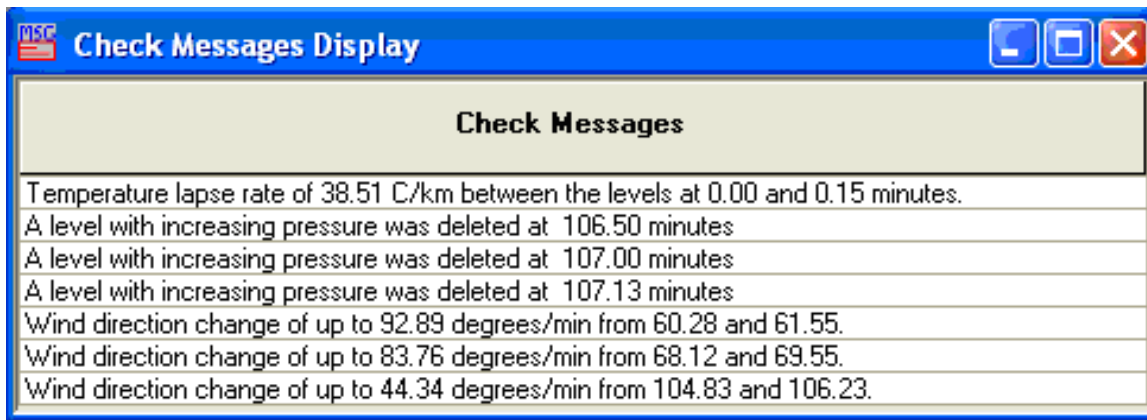 MSG
Check Messages Display
Check Messages
Temperature lapse rate of 38.51 C/km between the levels at 0.00 and 0.15 minutes.
A level with increasing pressure was deleted at  106.50 minutes
A level with increasing pressure was deleted at  107.00 minutes
A level with increasing pressure was deleted at  107.13 minutes
Wind direction change of up to 92.89 degrees/min from 60.28 and 61.55.
Wind direction change of up to 83.76 degrees/min from 68.12 and 69.55.
Wind direction change of up to 44.34 degrees/min from 104.83 and 106.23.